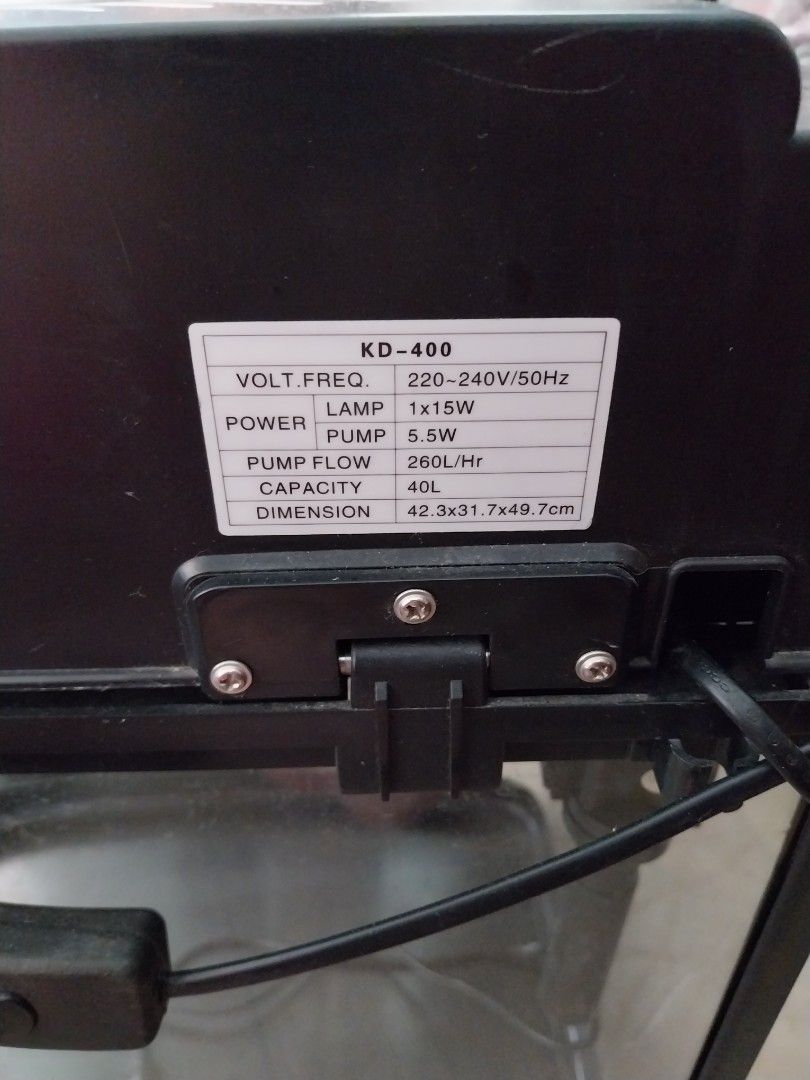 KD-400
VOLT.FREQ. 220~240V/50Hz
POWER LAMP 1x15W
PUMP 5.5W
PUMP FLOW 260L/Hr
CAPACITY 40L
DIMENSION 42.3x31.7x49.7cm